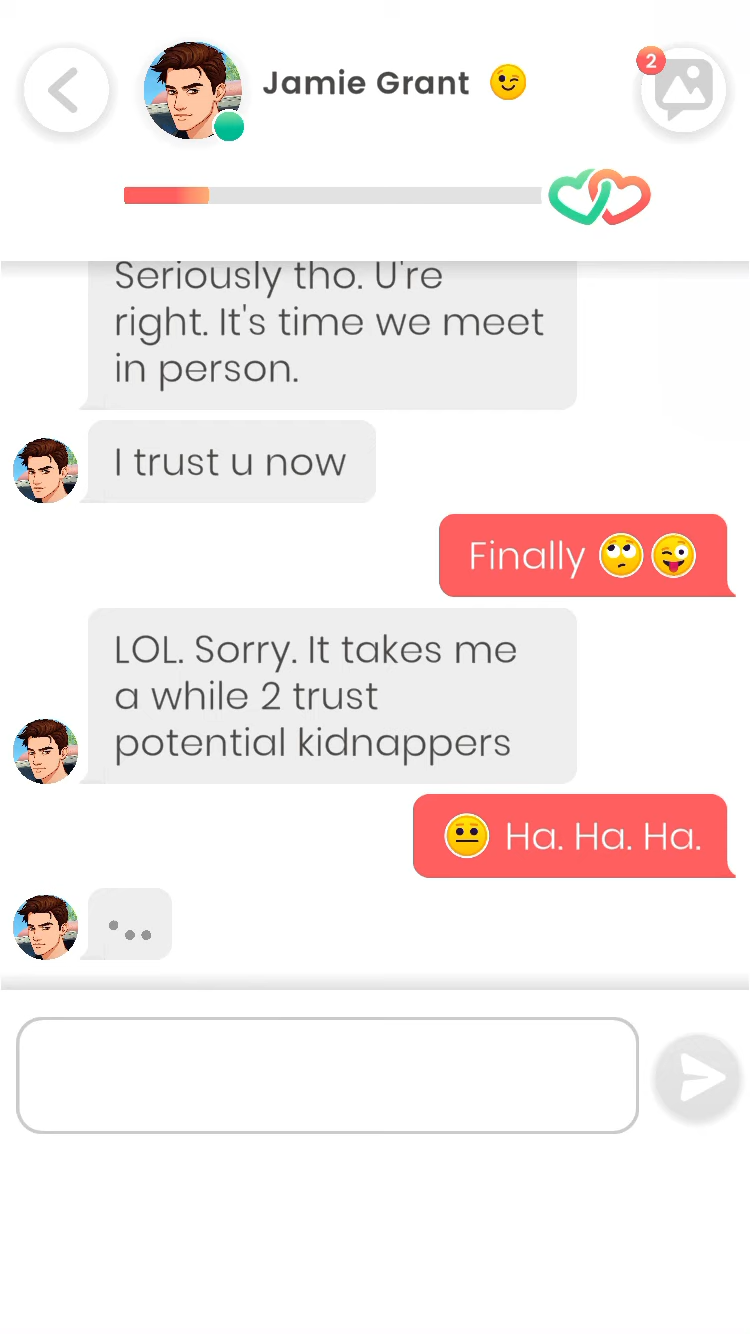 Jamie Grant 😉
2
Seriously tho. U're
right. It's time we meet
in person.
I trust u now
Finally 🙄🤪
LOL. Sorry. It takes me
a while 2 trust
potential kidnappers
😐 Ha. Ha. Ha.